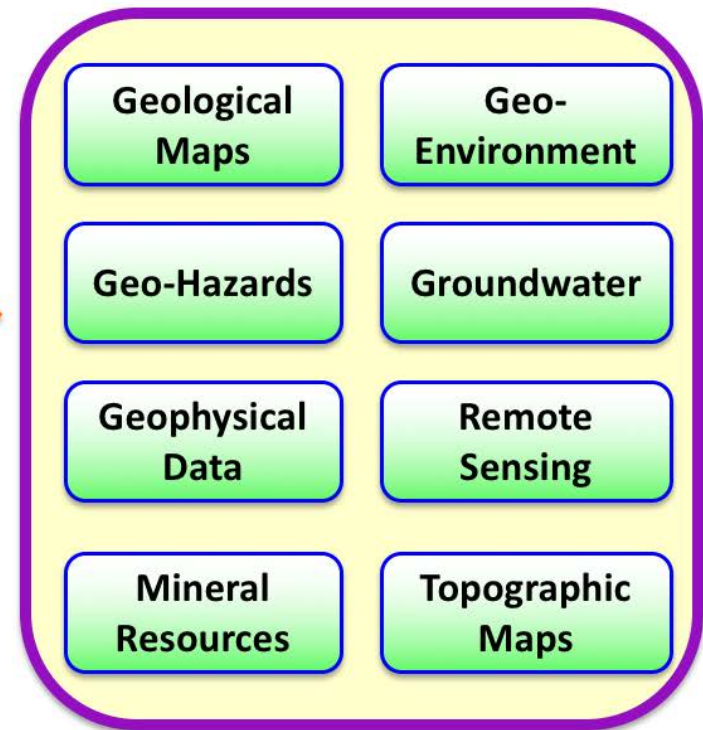 Geological
Maps
Geo-
Environment
Geo-Hazards
Groundwater
Geophysical
Data
Remote
Sensing
Mineral
Resources
Topographic
Maps